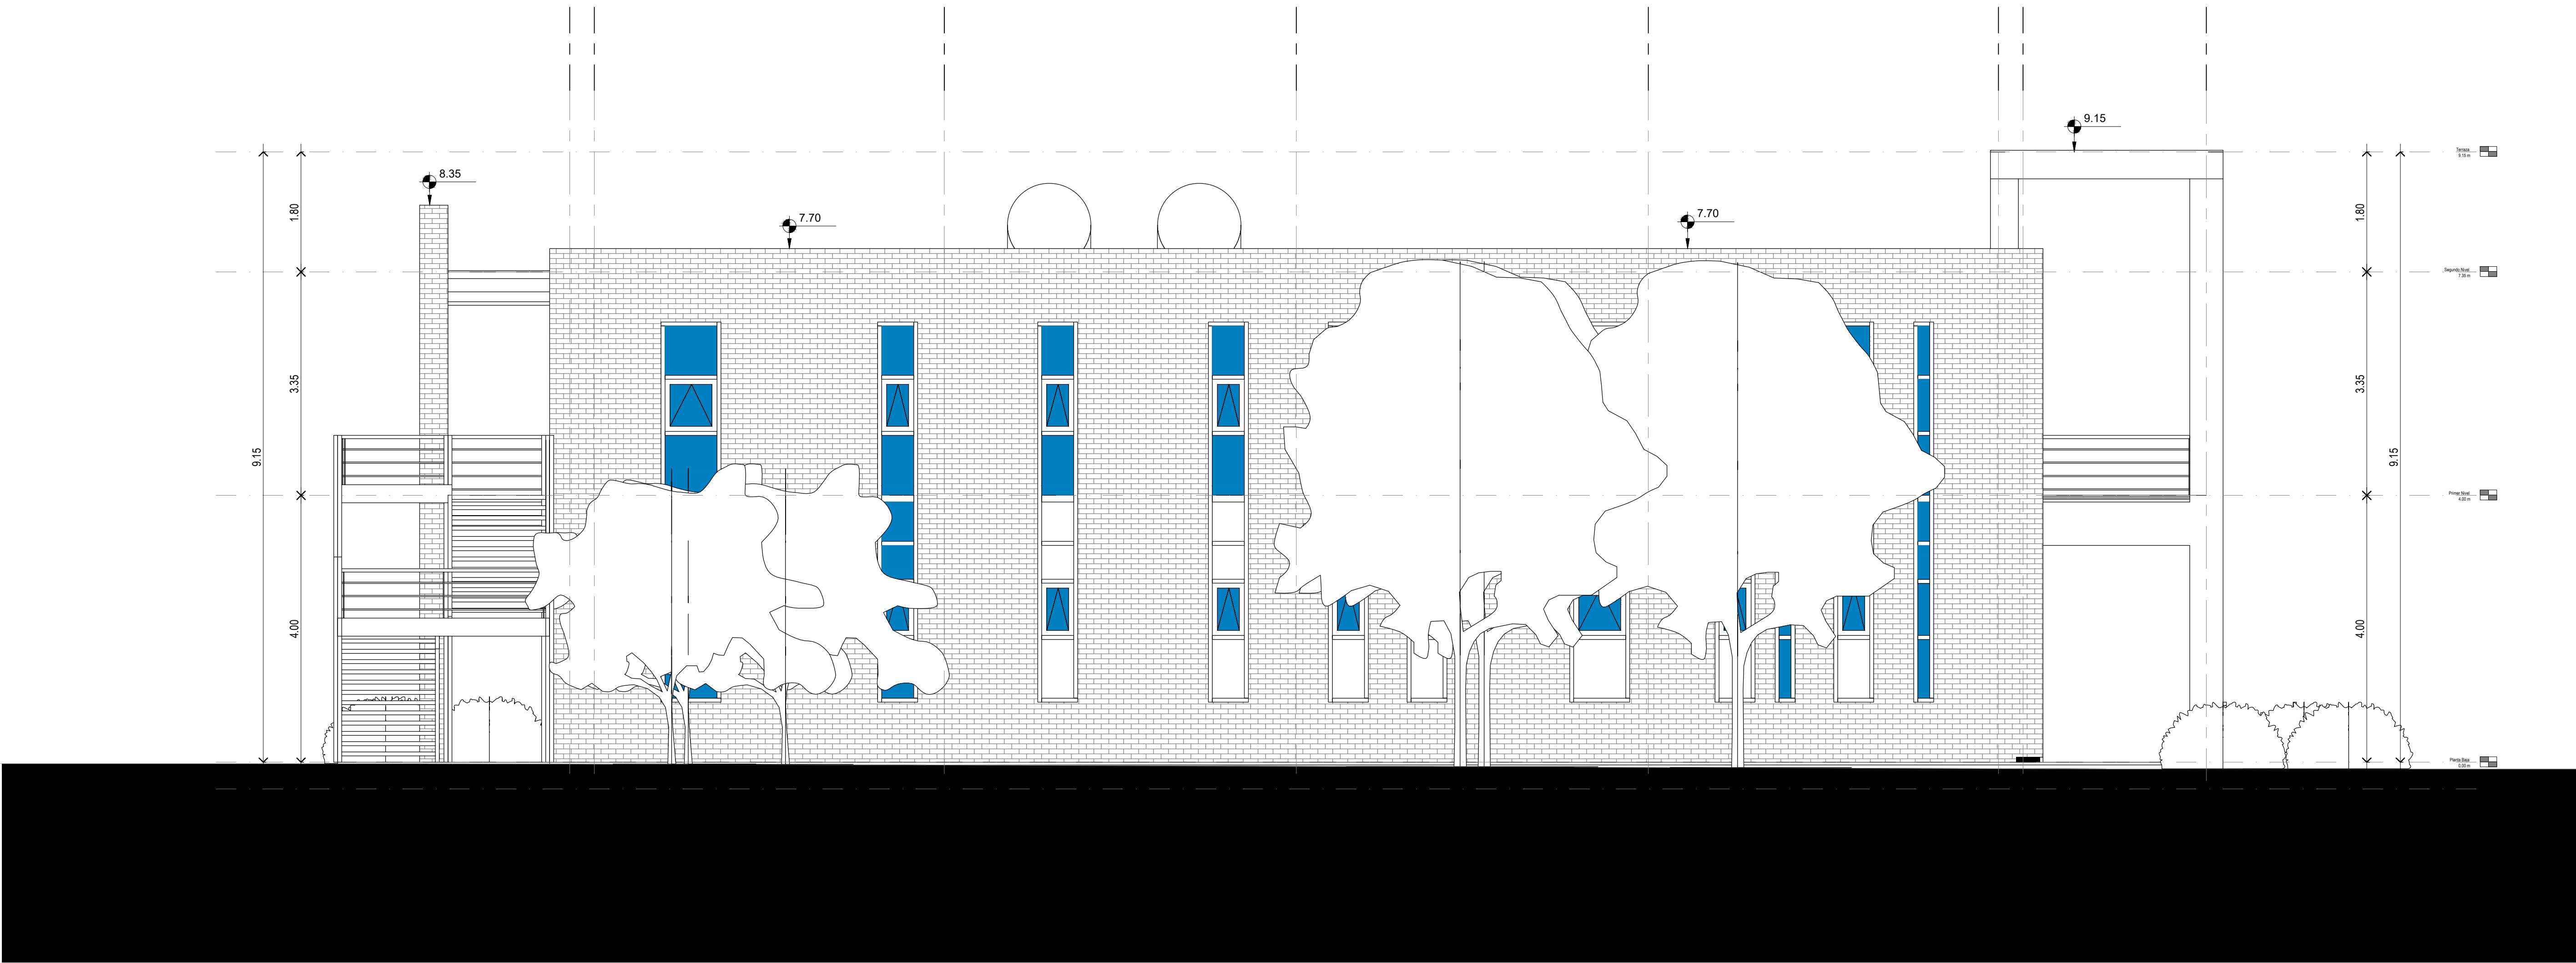 9.15
Terraza
9.15 m
8.35
1.80
1.80
7.70
7.70
Segundo Nivel
7.35 m
3.35
3.35
9.15
9.15
Primer Nivel
4.00 m
4.00
4.00
Planta Baja
0.00 m